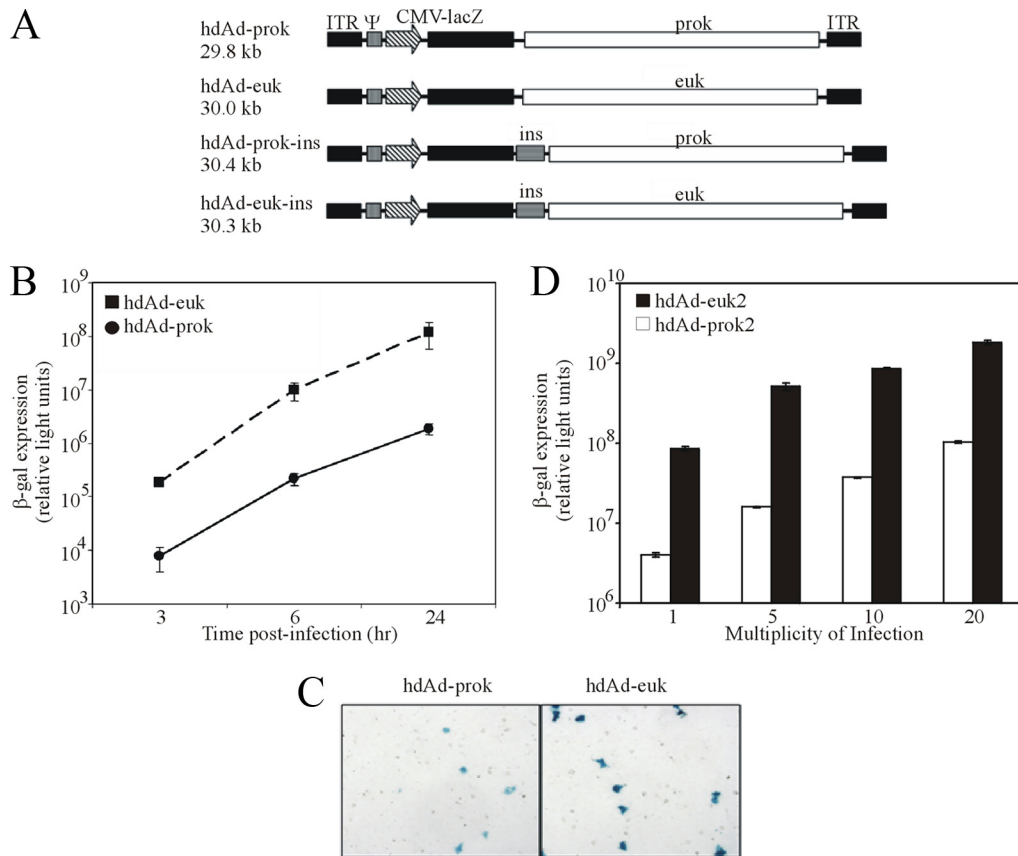 A
ITR Ψ CMV-lacZ prok ITR
hdAd-prok
29.8 kb
euk
hdAd-euk
30.0 kb
ins prok
hdAd-prok-ins
30.4 kb
ins euk
hdAd-euk-ins
30.3 kb
B
10^9
10^8
10^7
10^6
10^5
10^4
10^3
β-gal expression
(relative light units)
hdAd-euk
hdAd-prok
3 6 24
Time post-infection (hr)
D
10^10
10^9
10^8
10^7
10^6
β-gal expression
(relative light units)
hdAd-euk2
hdAd-prok2
1 5 10 20
Multiplicity of Infection
C
hdAd-prok hdAd-euk